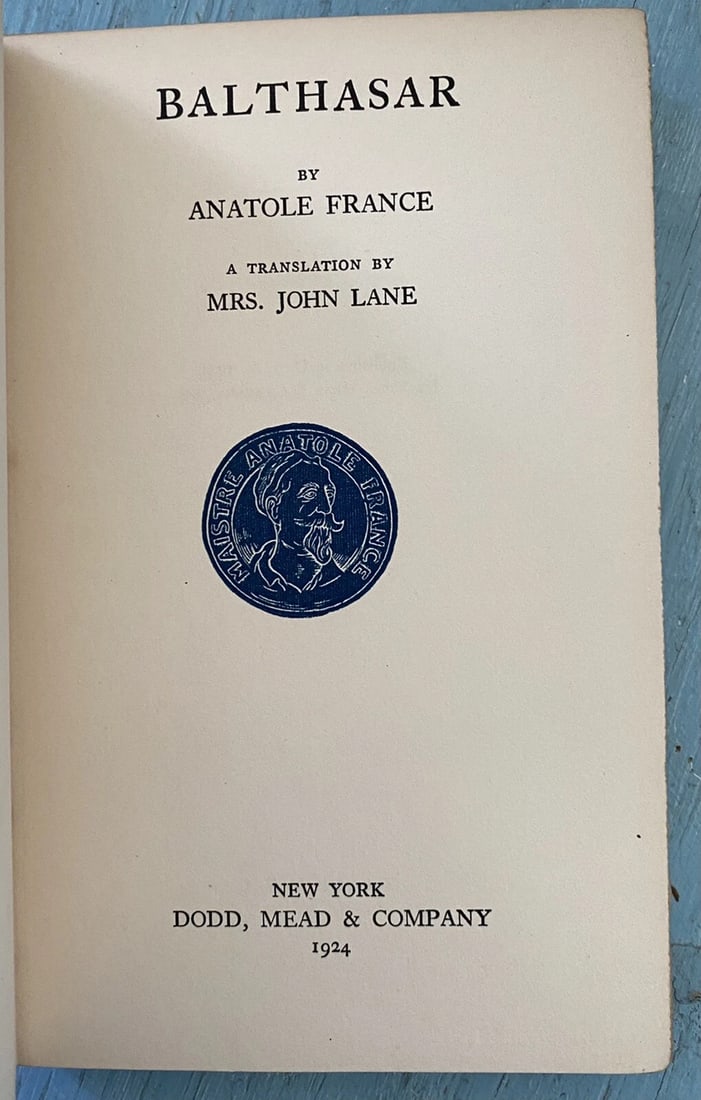 BALTHASAR
BY
ANATOLE FRANCE
A TRANSLATION BY
MRS. JOHN LANE
MAISTRE ANATOLE FRANCE
NEW YORK
DODD, MEAD & COMPANY
1924